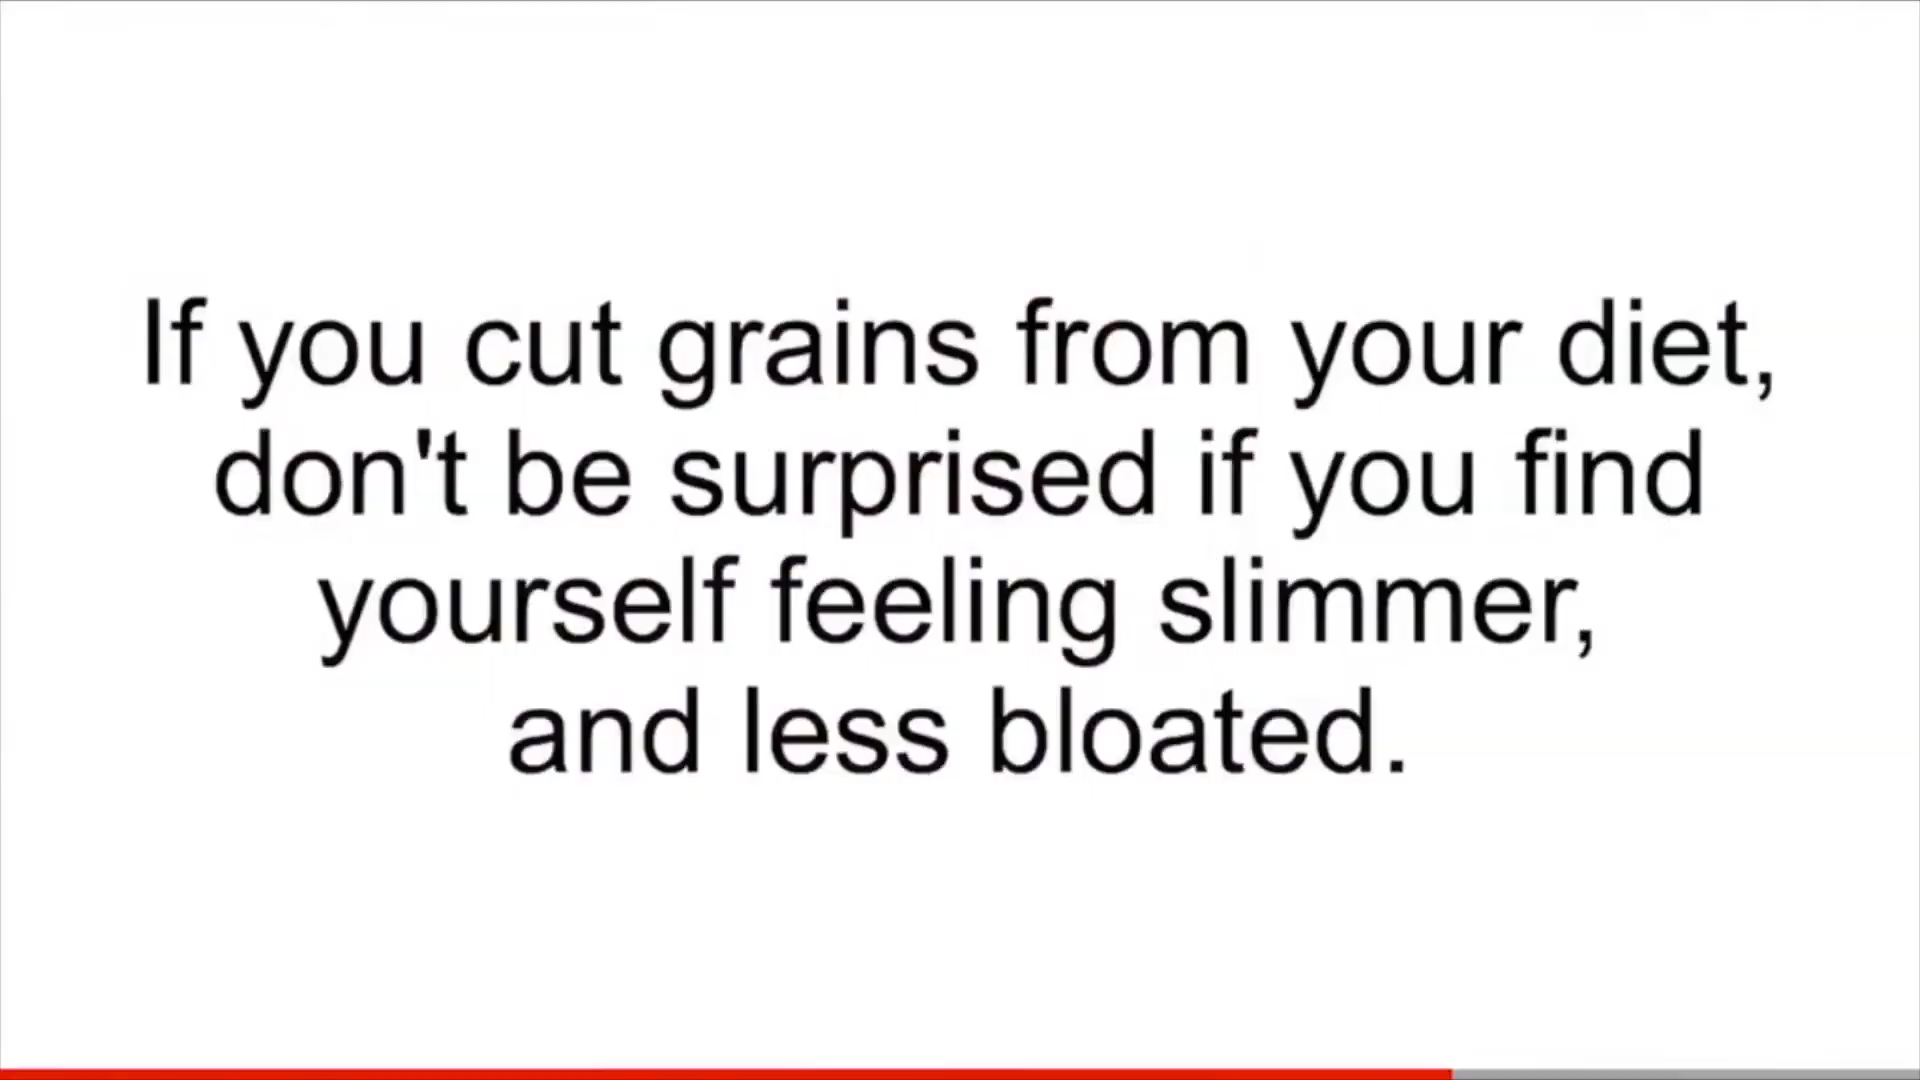 If you cut grains from your diet,
don't be surprised if you find
yourself feeling slimmer,
and less bloated.